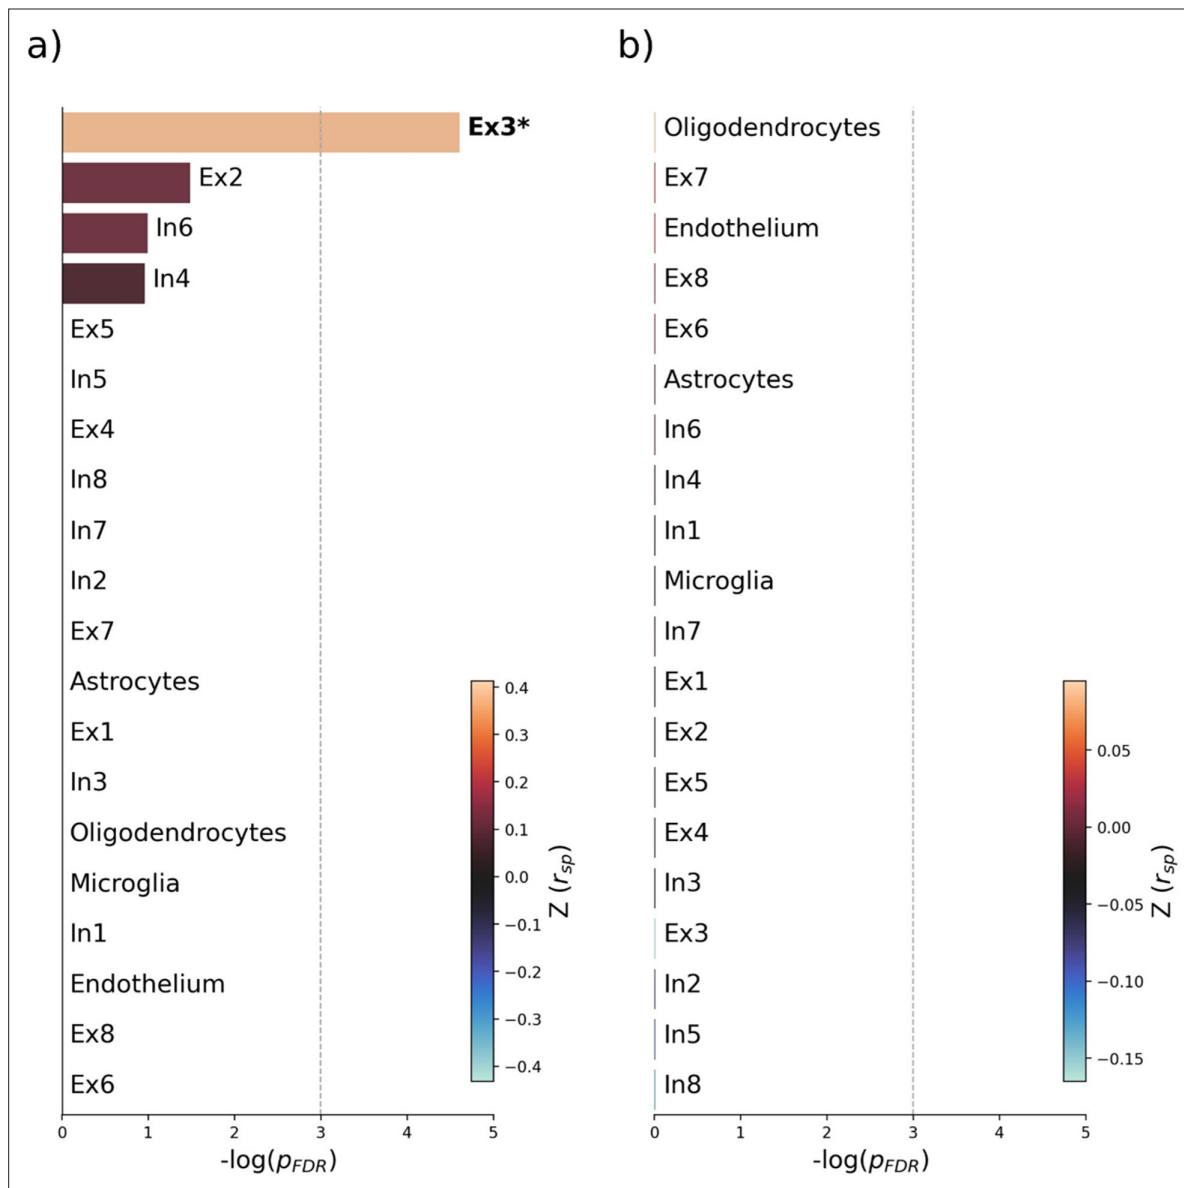 a)
Ex3*
Ex2
In6
In4
Ex5
In5
Ex4
In8
In7
In2
Ex7
Astrocytes
Ex1
In3
Oligodendrocytes
Microglia
In1
Endothelium
Ex8
Ex6
0.4
0.3
0.2
0.1
0.0
−0.1
−0.2
−0.3
−0.4
Z (r_sp)
0 1 2 3 4 5
-log(p_FDR)
b)
Oligodendrocytes
Ex7
Endothelium
Ex8
Ex6
Astrocytes
In6
In4
In1
Microglia
In7
Ex1
Ex2
Ex5
Ex4
In3
Ex3
In2
In5
In8
0.05
0.00
−0.05
−0.10
−0.15
Z (r_sp)
0 1 2 3 4 5
-log(p_FDR)